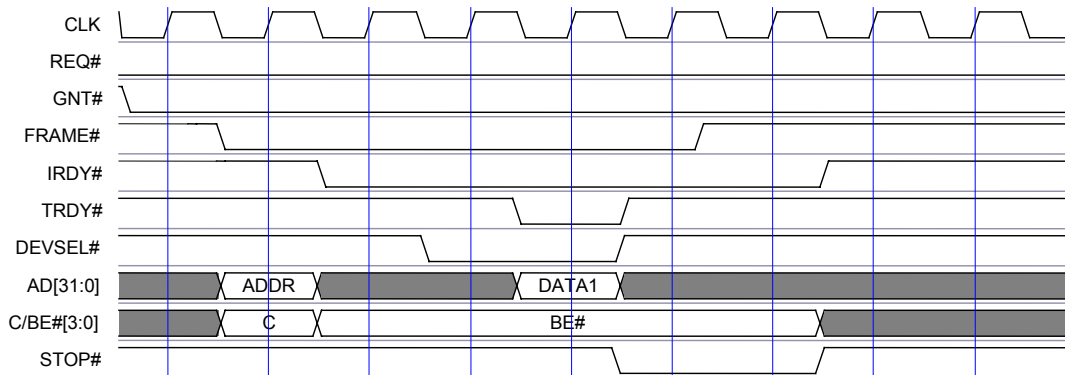 CLK
REQ#
GNT#
FRAME#
IRDY#
TRDY#
DEVSEL#
AD[31:0] ADDR DATA1
C/BE#[3:0] C BE#
STOP#